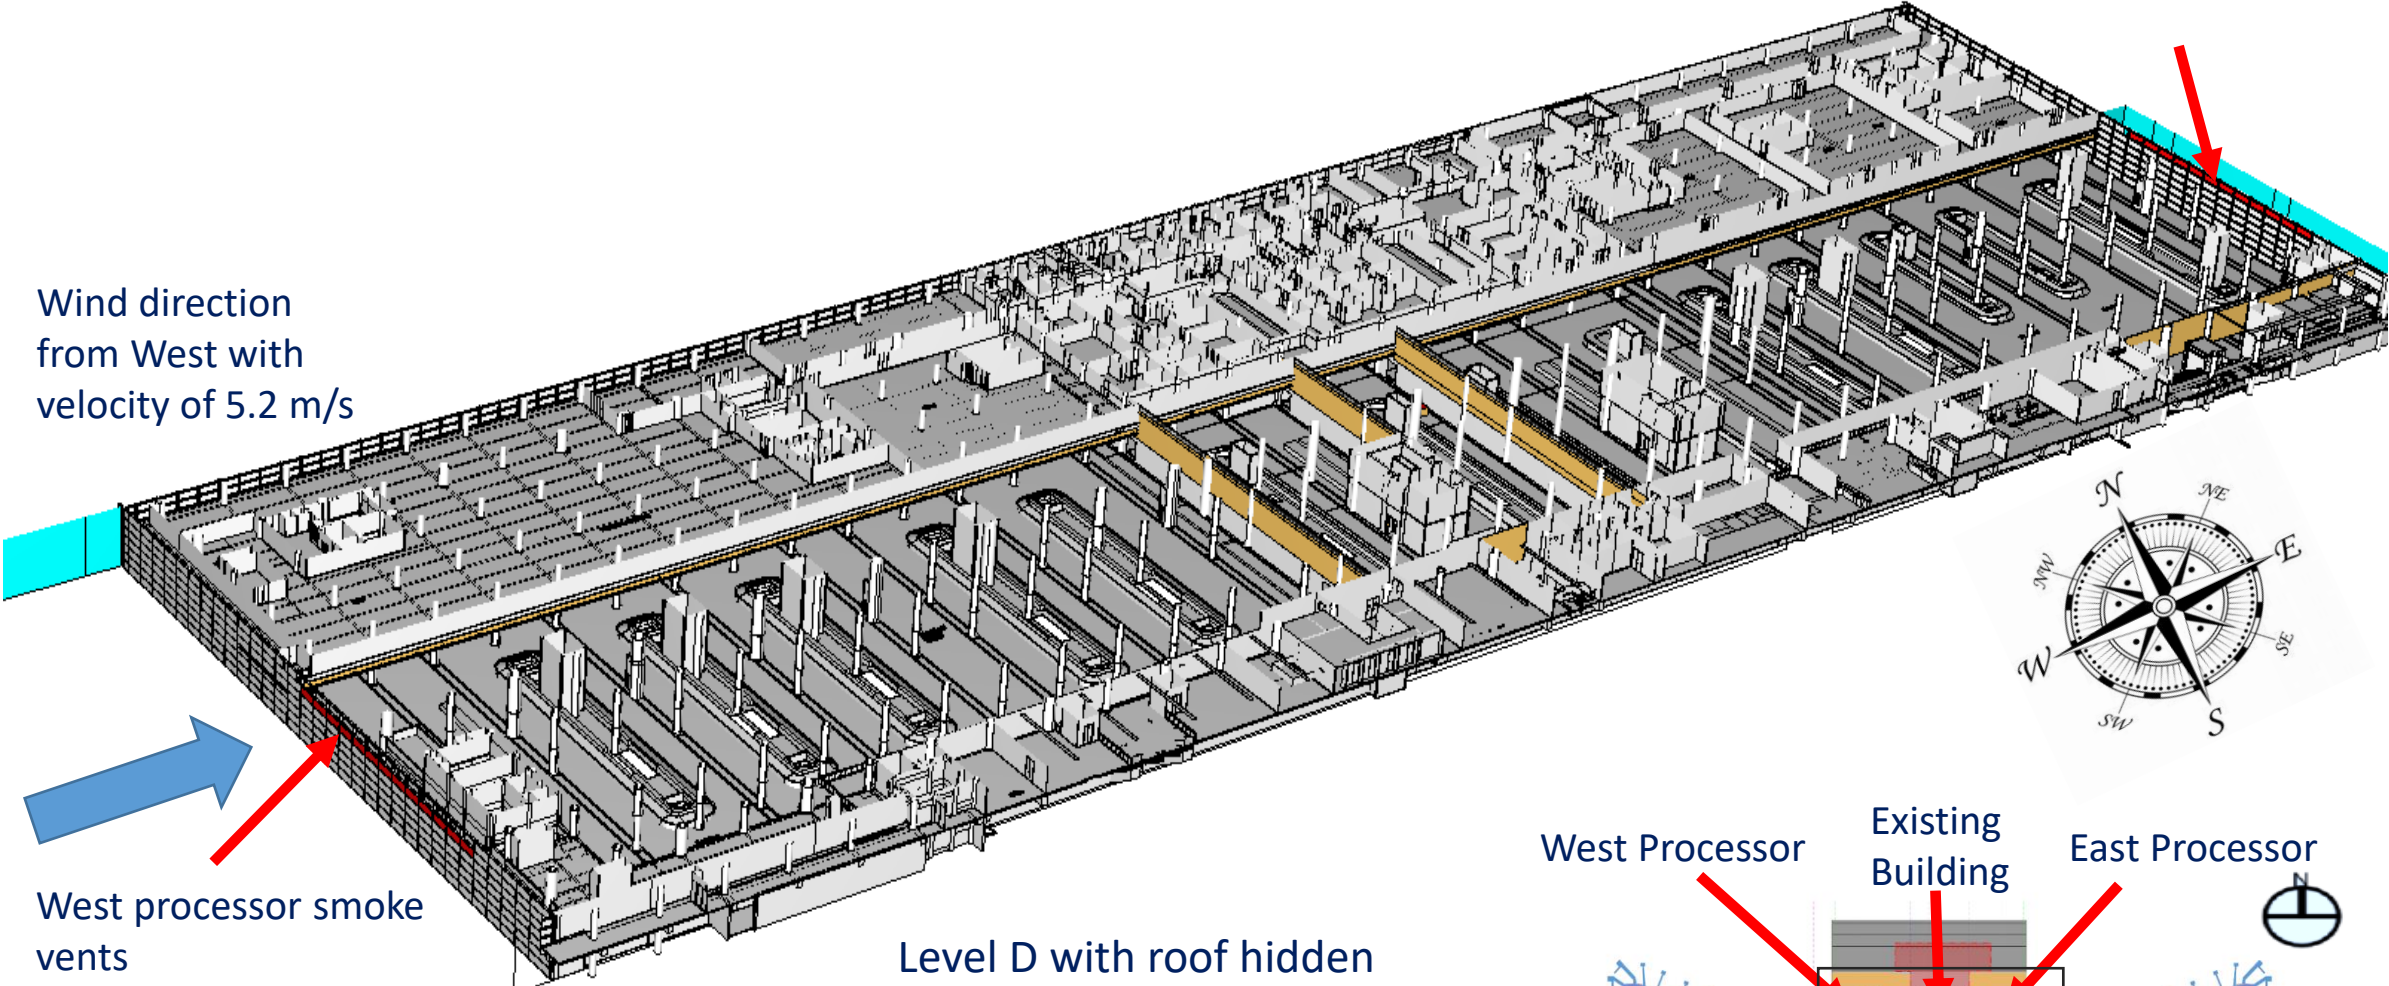 Wind direction
from West with
velocity of 5.2 m/s
N
NE
E
SE
S
SW
W
NW
West processor smoke
vents
Level D with roof hidden
West Processor
Existing
Building
East Processor
N